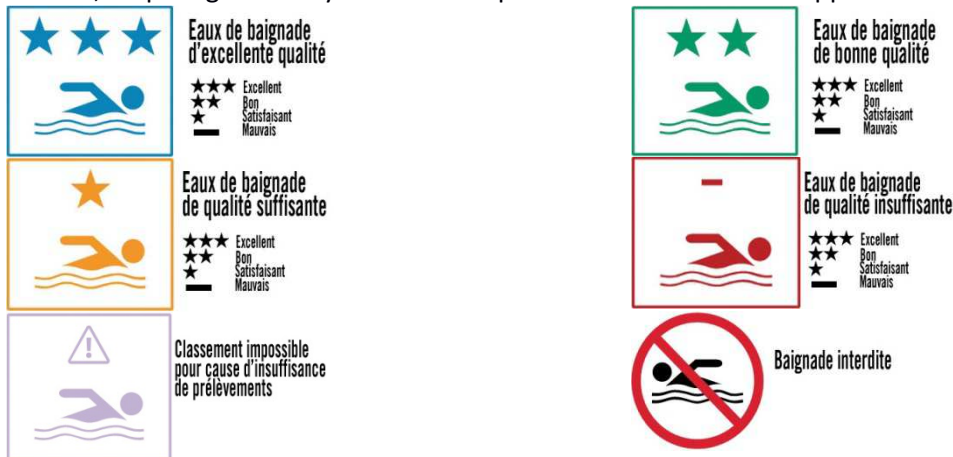 Eaux de baignade
d'excellente qualité
★★★ Excellent
★★ Bon
★ Satisfaisant
▬ Mauvais
Eaux de baignade
de bonne qualité
★★★ Excellent
★★ Bon
★ Satisfaisant
▬ Mauvais
Eaux de baignade
de qualité suffisante
★★★ Excellent
★★ Bon
★ Satisfaisant
▬ Mauvais
Eaux de baignade
de qualité insuffisante
★★★ Excellent
★★ Bon
★ Satisfaisant
▬ Mauvais
Classement impossible
pour cause d'insuffisance
de prélèvements
Baignade interdite